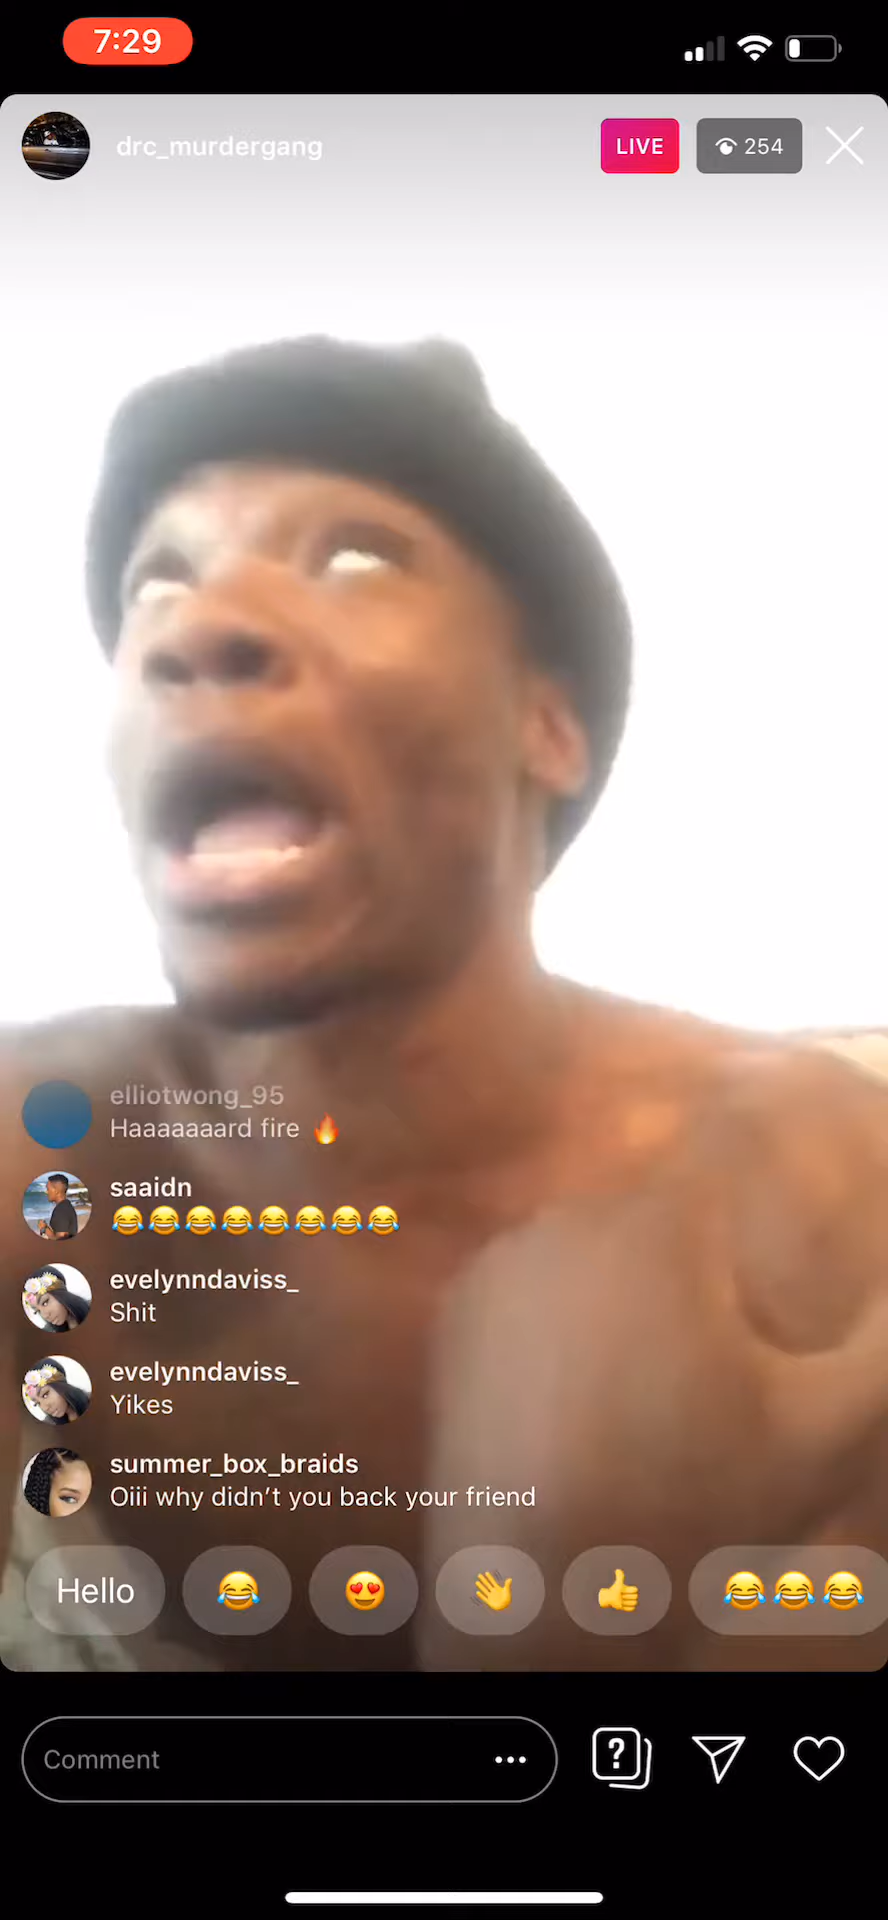 7:29
drc_murdergang
LIVE
254
elliotwong_95
Haaaaaaard fire 🔥
saaidn
😂😂😂😂😂😂😂😂
evelynndaviss_
Shit
evelynndaviss_
Yikes
summer_box_braids
Oiii why didn’t you back your friend
Hello 😂 😍 👋 👍 😂😂😂
Comment